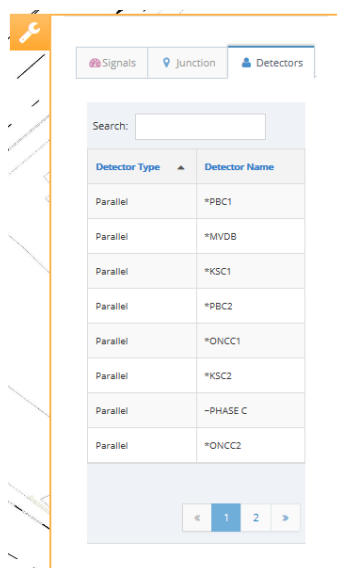 Signals Junction Detectors
Search:
Detector Type Detector Name
Parallel *PBC1
Parallel *MVDB
Parallel *KSC1
Parallel *PBC2
Parallel *ONCC1
Parallel *KSC2
Parallel ~PHASE C
Parallel *ONCC2
« 1 2 »